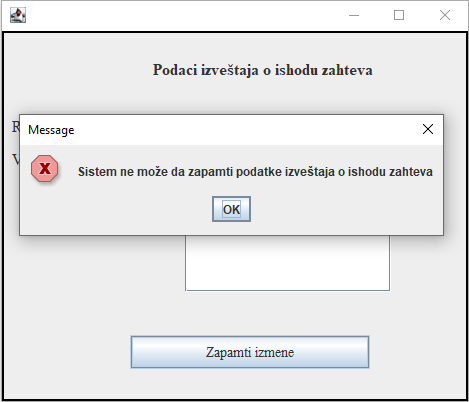 Podaci izveštaja o ishodu zahteva
Message
Sistem ne može da zapamti podatke izveštaja o ishodu zahteva
OK
Zapamti izmene